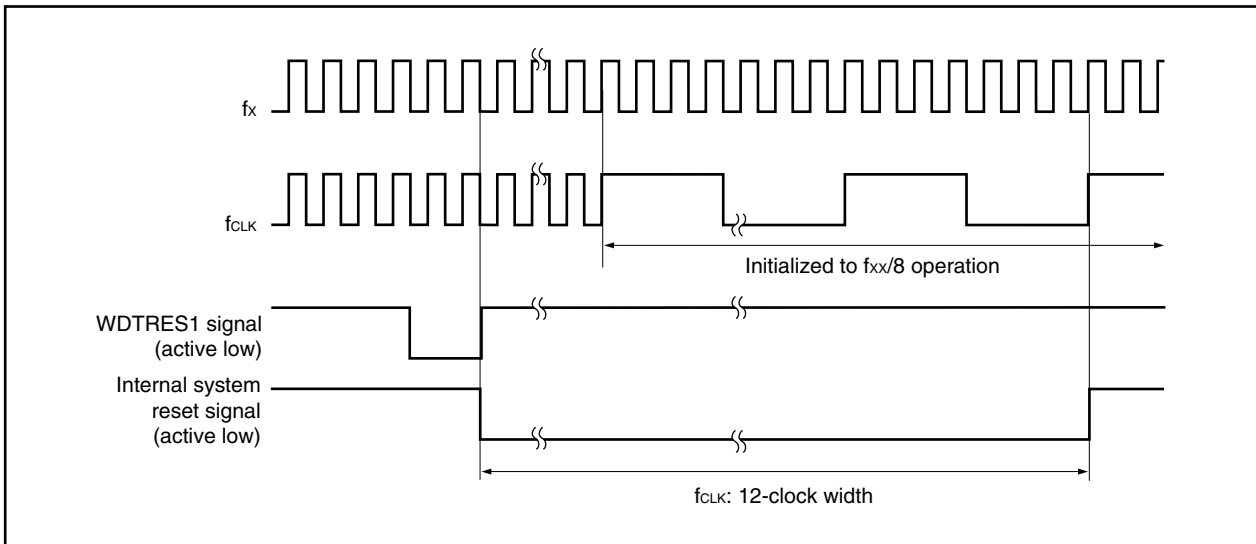 fX
fCLK
Initialized to fXX/8 operation
WDTRES1 signal
(active low)
Internal system
reset signal
(active low)
fCLK: 12-clock width